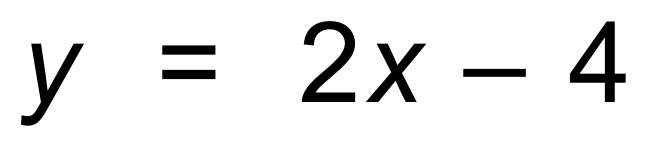 y = 2x – 4